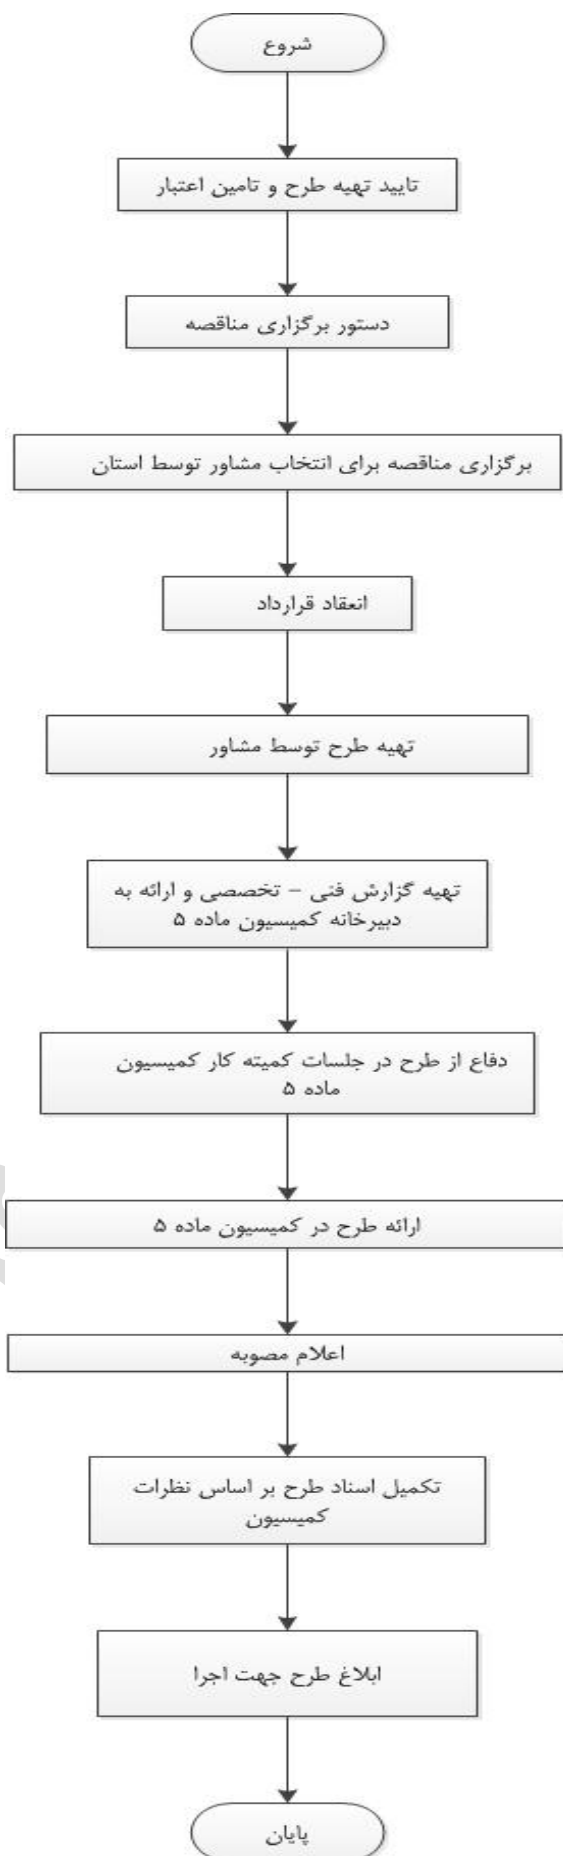 شروع
تایید تهیه طرح و تامین اعتبار
دستور برگزاری مناقصه
برگزاری مناقصه برای انتخاب مشاور توسط استان
انعقاد قرارداد
تهیه طرح توسط مشاور
تهیه گزارش فنی – تخصصی و ارائه به
دبیرخانه کمیسیون ماده ۵
دفاع از طرح در جلسات کمیته کار کمیسیون
ماده ۵
ارائه طرح در کمیسیون ماده ۵
اعلام مصوبه
تکمیل اسناد طرح بر اساس نظرات
کمیسیون
ابلاغ طرح جهت اجرا
پایان